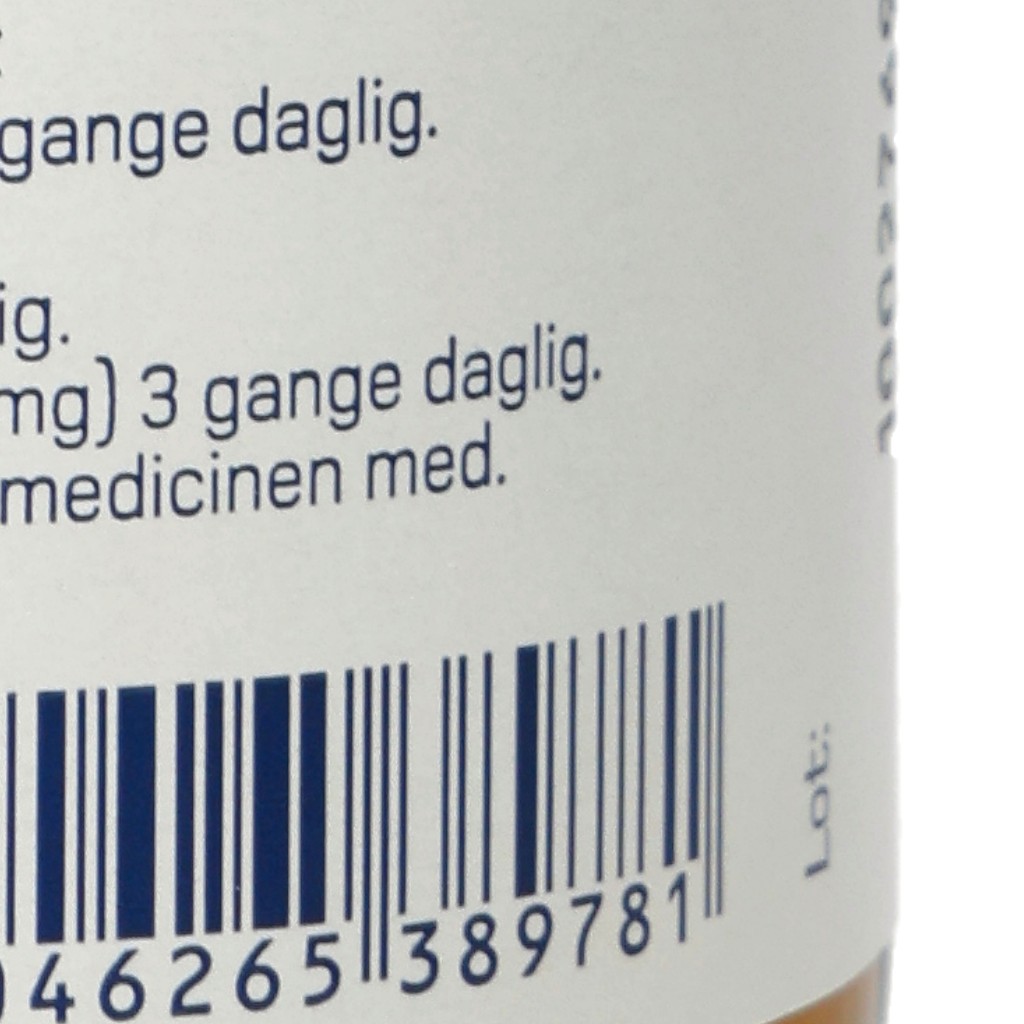 gange daglig.
ig.
mg) 3 gange daglig.
medicinen med.
46265 389781
Lot: